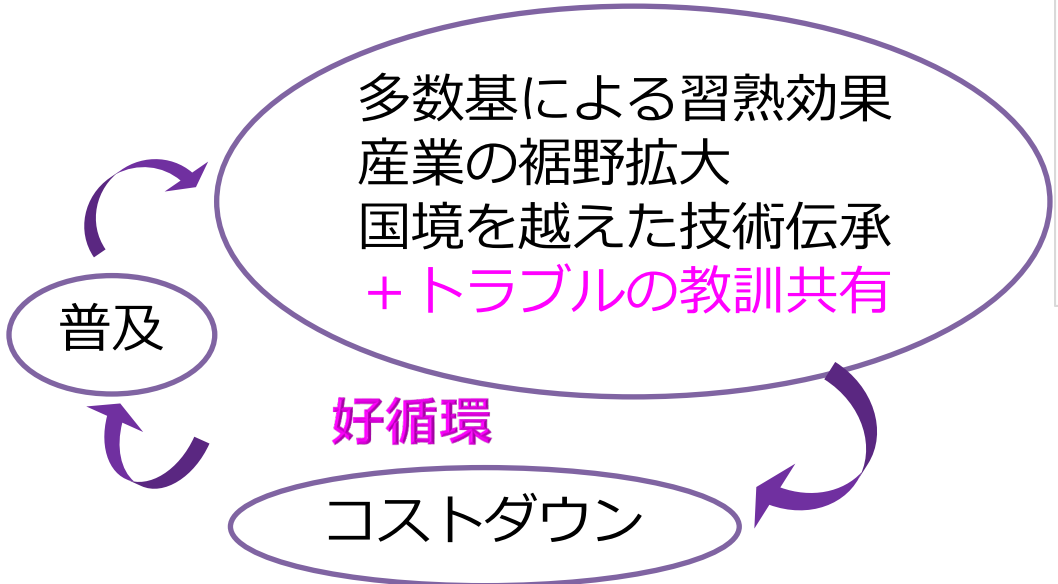 多数基による習熟効果
産業の裾野拡大
国境を越えた技術伝承
+トラブルの教訓共有
普及
好循環
コストダウン